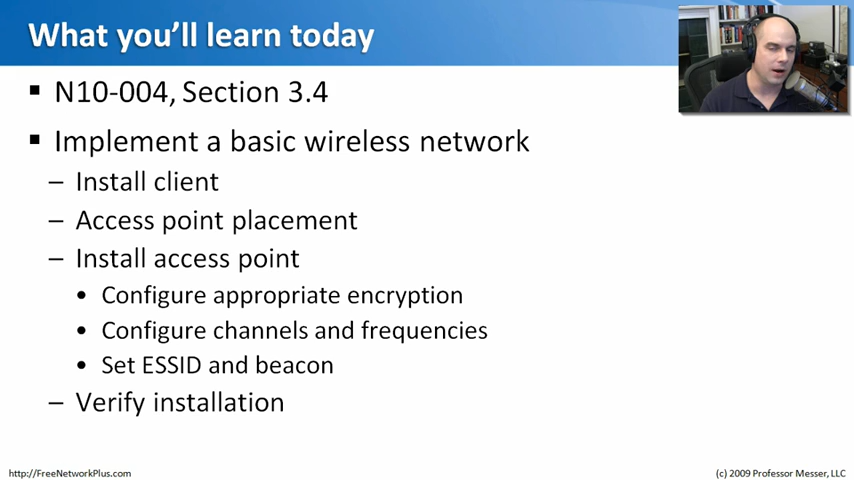 What you'll learn today
▪ N10-004, Section 3.4
▪ Implement a basic wireless network
– Install client
– Access point placement
– Install access point
• Configure appropriate encryption
• Configure channels and frequencies
• Set ESSID and beacon
– Verify installation
http://FreeNetworkPlus.com
(c) 2009 Professor Messer, LLC